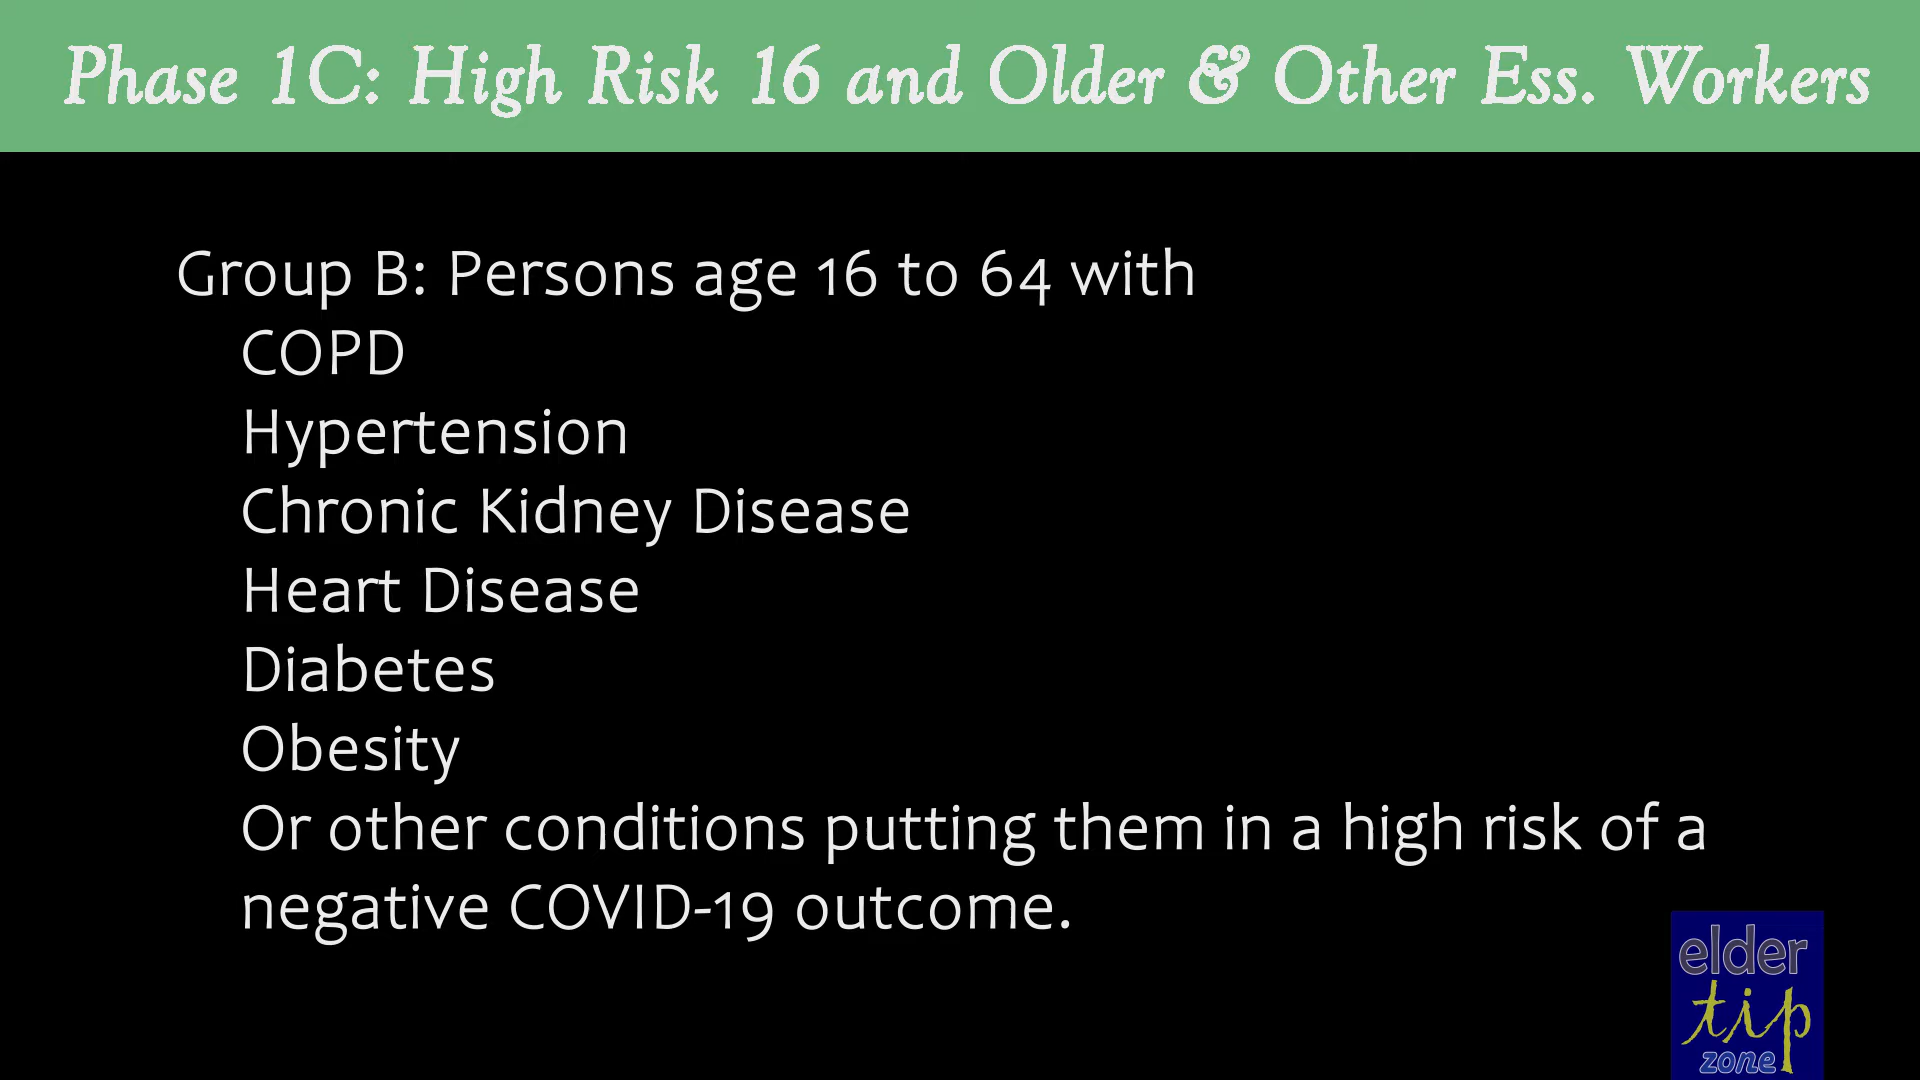 Phase 1C: High Risk 16 and Older & Other Ess. Workers
Group B: Persons age 16 to 64 with
COPD
Hypertension
Chronic Kidney Disease
Heart Disease
Diabetes
Obesity
Or other conditions putting them in a high risk of a
negative COVID-19 outcome.
elder
tip
zone